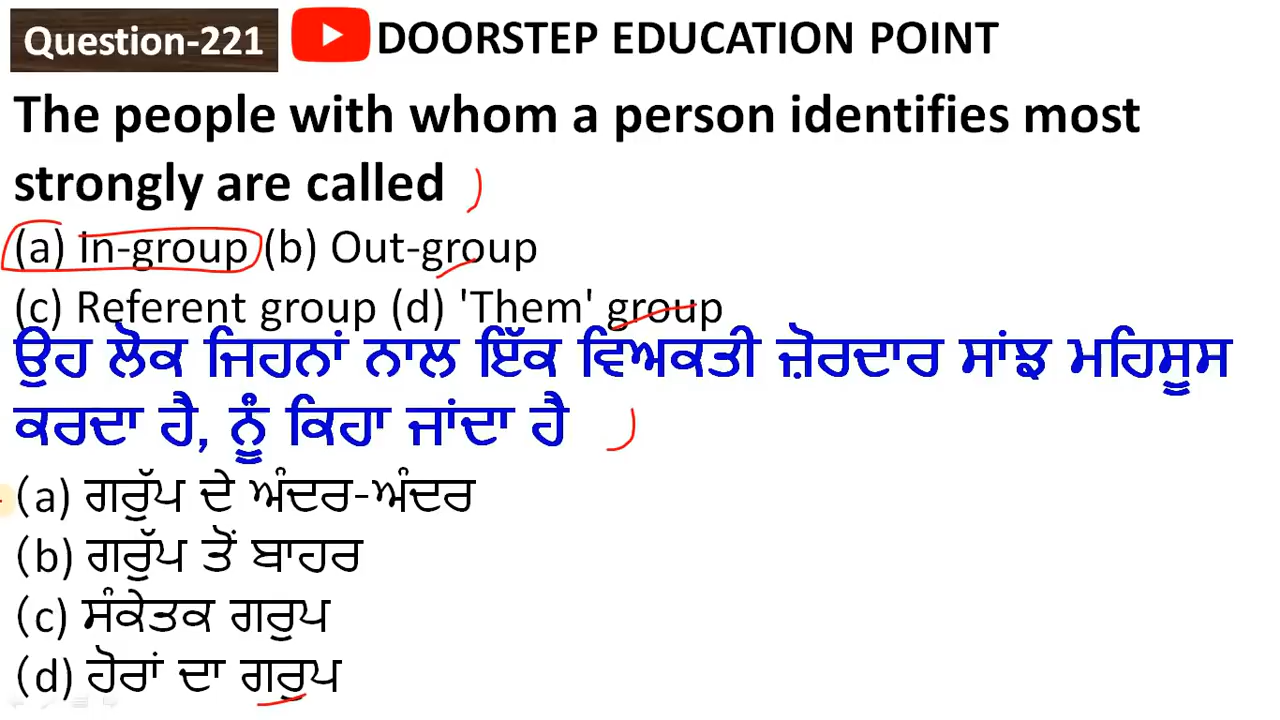 Question-221 DOORSTEP EDUCATION POINT
The people with whom a person identifies most
strongly are called
(a) In-group (b) Out-group
(c) Referent group (d) 'Them' group
ਉਹ ਲੋਕ ਜਿਹਨਾਂ ਨਾਲ ਇੱਕ ਵਿਅਕਤੀ ਜ਼ੋਰਦਾਰ ਸਾਂਝ ਮਹਿਸੂਸ
ਕਰਦਾ ਹੈ, ਨੂੰ ਕਿਹਾ ਜਾਂਦਾ ਹੈ
(a) ਗਰੁੱਪ ਦੇ ਅੰਦਰ-ਅੰਦਰ
(b) ਗਰੁੱਪ ਤੋਂ ਬਾਹਰ
(c) ਸੰਕੇਤਕ ਗਰੁਪ
(d) ਹੋਰਾਂ ਦਾ ਗਰੁਪ